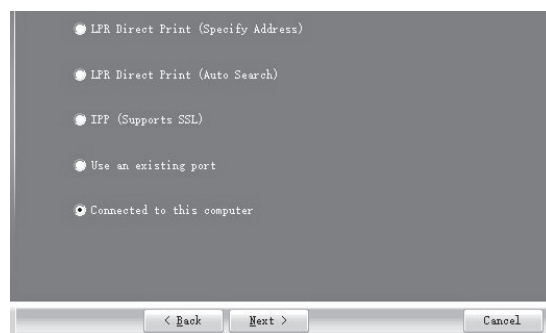 LPR Direct Print (Specify Address)
LPR Direct Print (Auto Search)
IPP (Supports SSL)
Use an existing port
Connected to this computer
< Back Next > Cancel